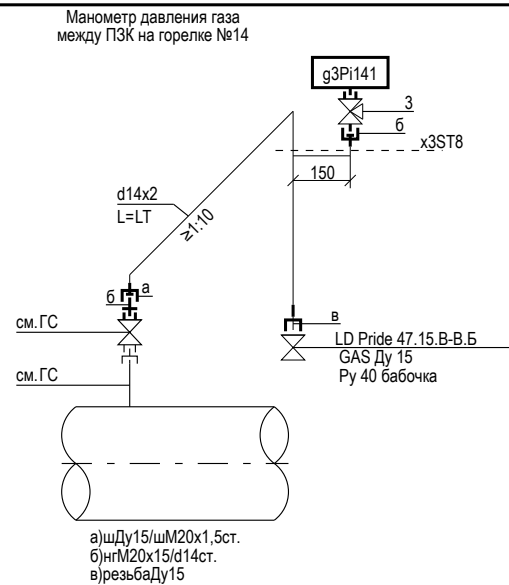 Манометр давления газа
между ПЗК на горелке №14
g3Pi141
3
б
x3ST8
150
d14x2
L=LT
≥1:10
а
б
см.ГС
в
LD Pride 47.15.В-В.Б
GAS Ду 15
Ру 40 бабочка
см.ГС
а)шДу15/шМ20х1,5ст.
б)нгМ20х15/d14ст.
в)резьбаДу15